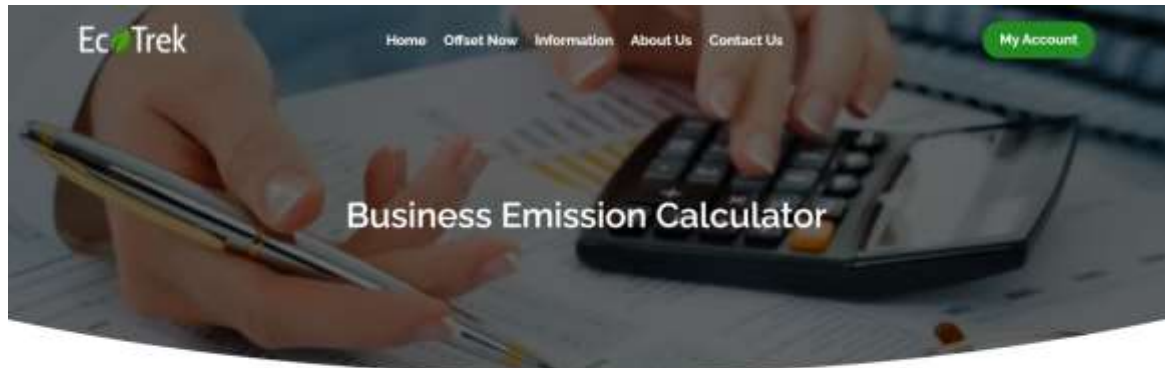 EcoTrek
Home Offset Now Information About Us Contact Us
My Account
Business Emission Calculator